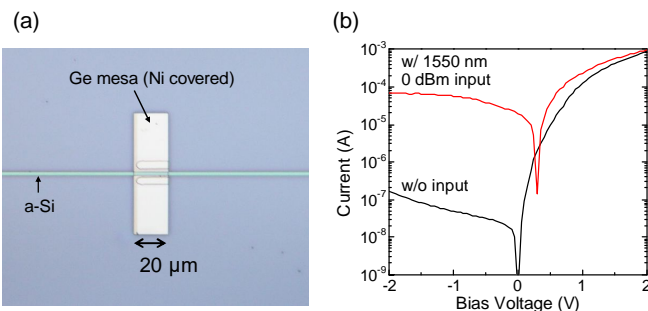 (a)
Ge mesa (Ni covered)
a-Si
20 µm
(b)
w/ 1550 nm
0 dBm input
w/o input
Current (A)
10⁻³
10⁻⁴
10⁻⁵
10⁻⁶
10⁻⁷
10⁻⁸
10⁻⁹
-2 -1 0 1 2
Bias Voltage (V)